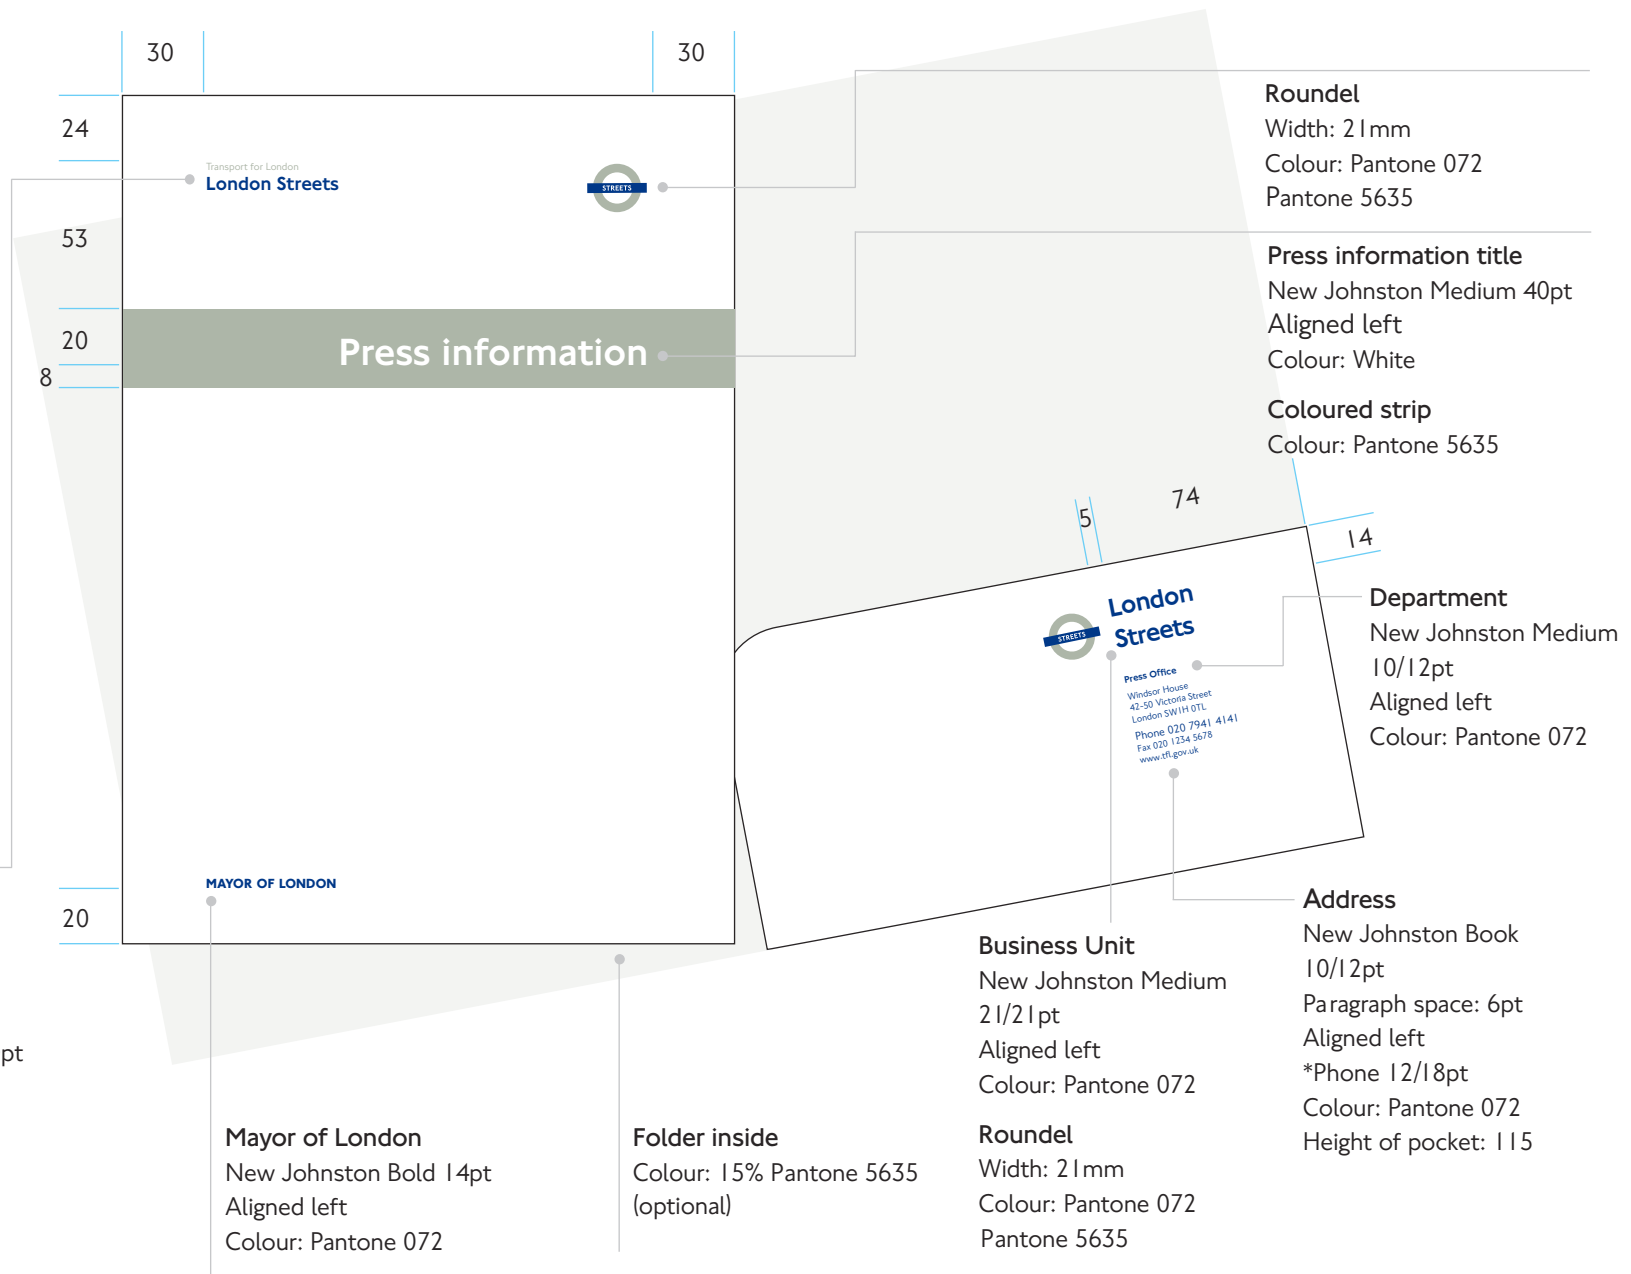 30
30
24
53
20
8
20
Transport for London
London Streets
STREETS
Press information
MAYOR OF LONDON
Roundel
Width: 21mm
Colour: Pantone 072
Pantone 5635
Press information title
New Johnston Medium 40pt
Aligned left
Colour: White
Coloured strip
Colour: Pantone 5635
5
74
14
London
Streets
STREETS
Press Office
Windsor House
42-50 Victoria Street
London SW1H 0TL
Phone 020 7941 4141
Fax 020 1234 5678
www.tfl.gov.uk
Department
New Johnston Medium
10/12pt
Aligned left
Colour: Pantone 072
Address
New Johnston Book
10/12pt
Paragraph space: 6pt
Aligned left
*Phone 12/18pt
Colour: Pantone 072
Height of pocket: 115
Business Unit
New Johnston Medium
21/21pt
Aligned left
Colour: Pantone 072
Roundel
Width: 21mm
Colour: Pantone 072
Pantone 5635
pt
Mayor of London
New Johnston Bold 14pt
Aligned left
Colour: Pantone 072
Folder inside
Colour: 15% Pantone 5635
(optional)